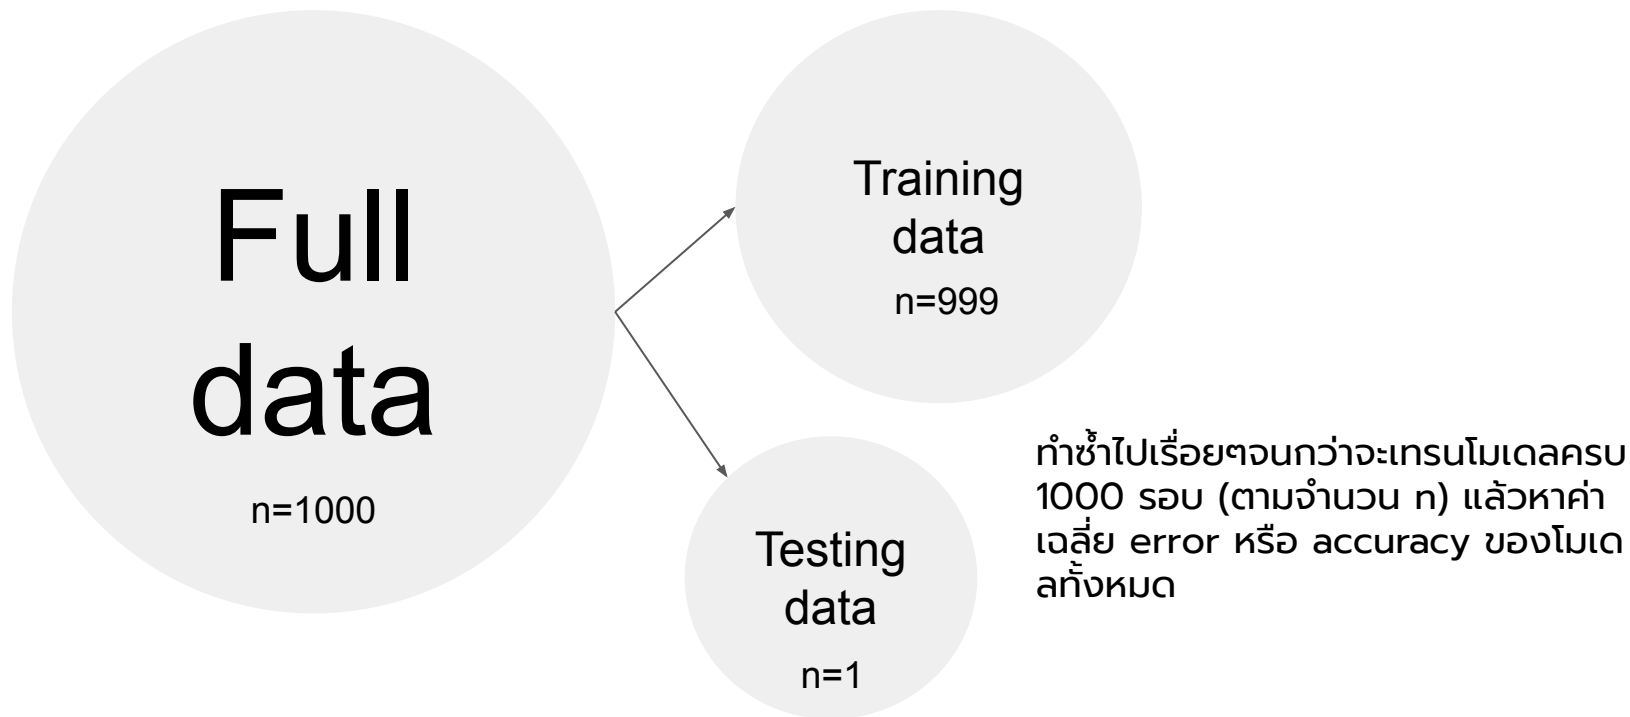 Full
data
n=1000
Training
data
n=999
Testing
data
n=1
ทำซ้ำไปเรื่อยๆจนกว่าจะเทรนโมเดลครบ
1000 รอบ (ตามจำนวน n) แล้วหาค่า
เฉลี่ย error หรือ accuracy ของโมเด
ลทั้งหมด